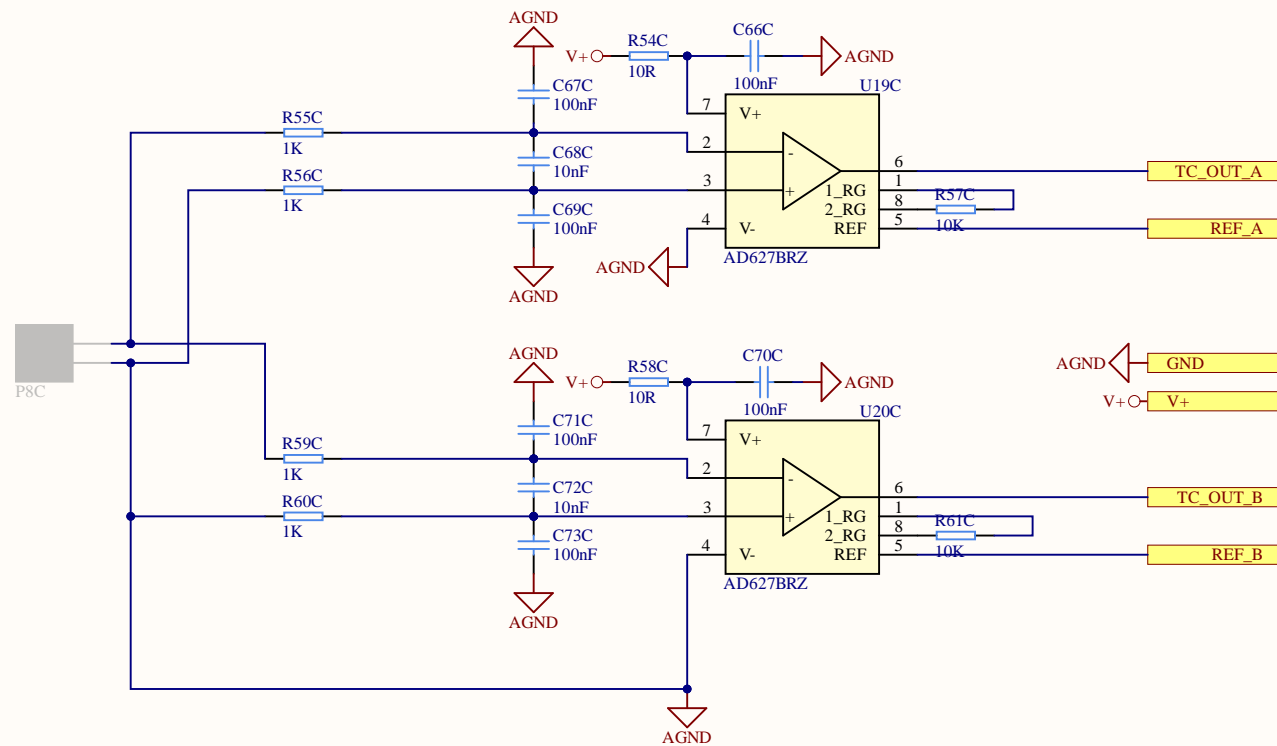 AGND
V+
R54C
10R
C66C
100nF
AGND
C67C
100nF
U19C
7
V+
R55C
1K
2
-
C68C
10nF
6
TC_OUT_A
R56C
1K
3
+
1_RG
1
R57C
10K
2_RG
8
C69C
100nF
4
V-
REF
5
REF_A
AGND
AGND
AD627BRZ
P8C
AGND
V+
R58C
10R
C70C
100nF
AGND
AGND
GND
V+
V+
C71C
100nF
U20C
7
V+
R59C
1K
2
-
C72C
10nF
6
TC_OUT_B
R60C
1K
3
+
1_RG
1
R61C
10K
2_RG
8
C73C
100nF
4
V-
REF
5
REF_B
AD627BRZ
AGND
AGND